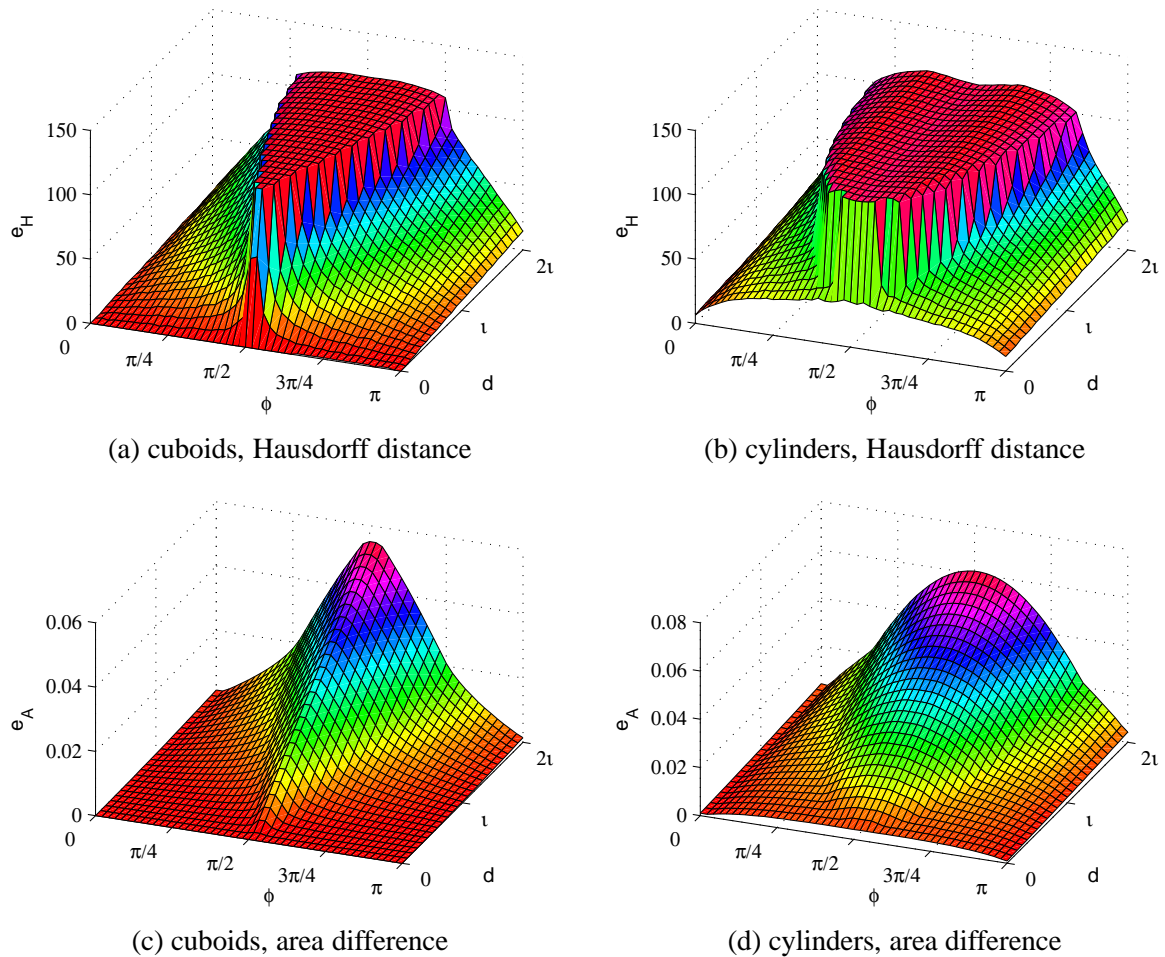 150
100
50
0
e_H
0
π/4
π/2
3π/4
π
ϕ
0
ι
2ι
d
(a) cuboids, Hausdorff distance
150
100
50
0
e_H
0
π/4
π/2
3π/4
π
ϕ
0
ι
2ι
d
(b) cylinders, Hausdorff distance
0.06
0.04
0.02
0
e_A
0
π/4
π/2
3π/4
π
ϕ
0
ι
2ι
d
(c) cuboids, area difference
0.08
0.06
0.04
0.02
0
e_A
0
π/4
π/2
3π/4
π
ϕ
0
ι
2ι
d
(d) cylinders, area difference